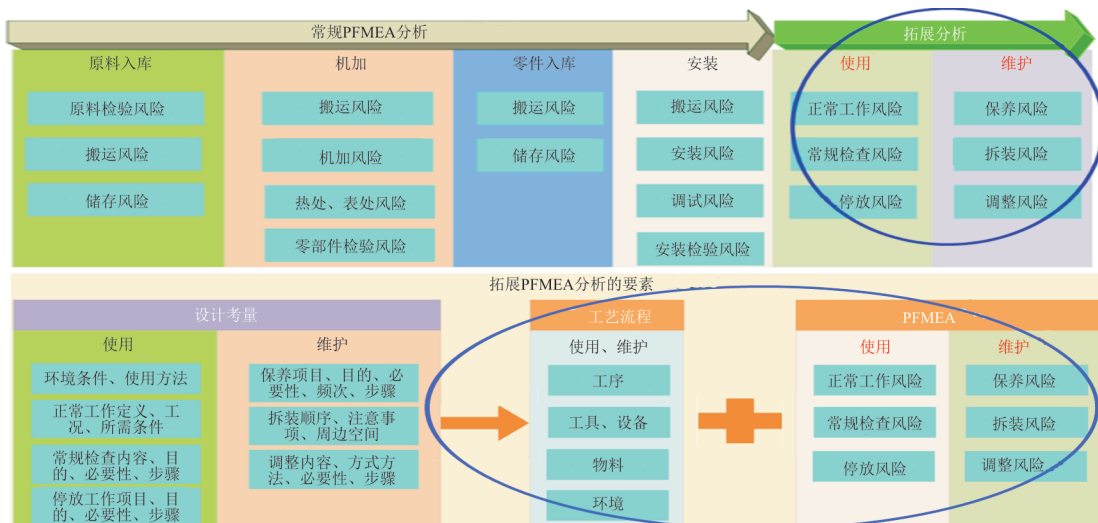 常规PFMEA分析
拓展分析
原料入库
原料检验风险
搬运风险
储存风险
机加
搬运风险
机加风险
热处、表处风险
零部件检验风险
零件入库
搬运风险
储存风险
安装
搬运风险
安装风险
调试风险
安装检验风险
使用
正常工作风险
常规检查风险
停放风险
维护
保养风险
拆装风险
调整风险
拓展PFMEA分析的要素
设计考量
使用
环境条件、使用方法
正常工作定义、工
况、所需条件
常规检查内容、目
的、必要性、步骤
停放工作项目、目
的、必要性、步骤
维护
保养项目、目的、必
要性、频次、步骤
拆装顺序、注意事
项、周边空间
调整内容、方式方
法、必要性、步骤
工艺流程
使用、维护
工序
工具、设备
物料
环境
PFMEA
使用
正常工作风险
常规检查风险
停放风险
维护
保养风险
拆装风险
调整风险